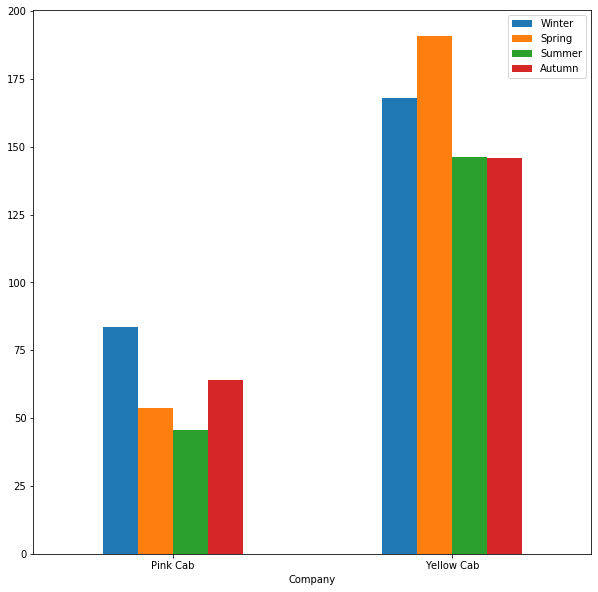 200
175
150
125
100
75
50
25
0
Winter
Spring
Summer
Autumn
Pink Cab
Yellow Cab
Company